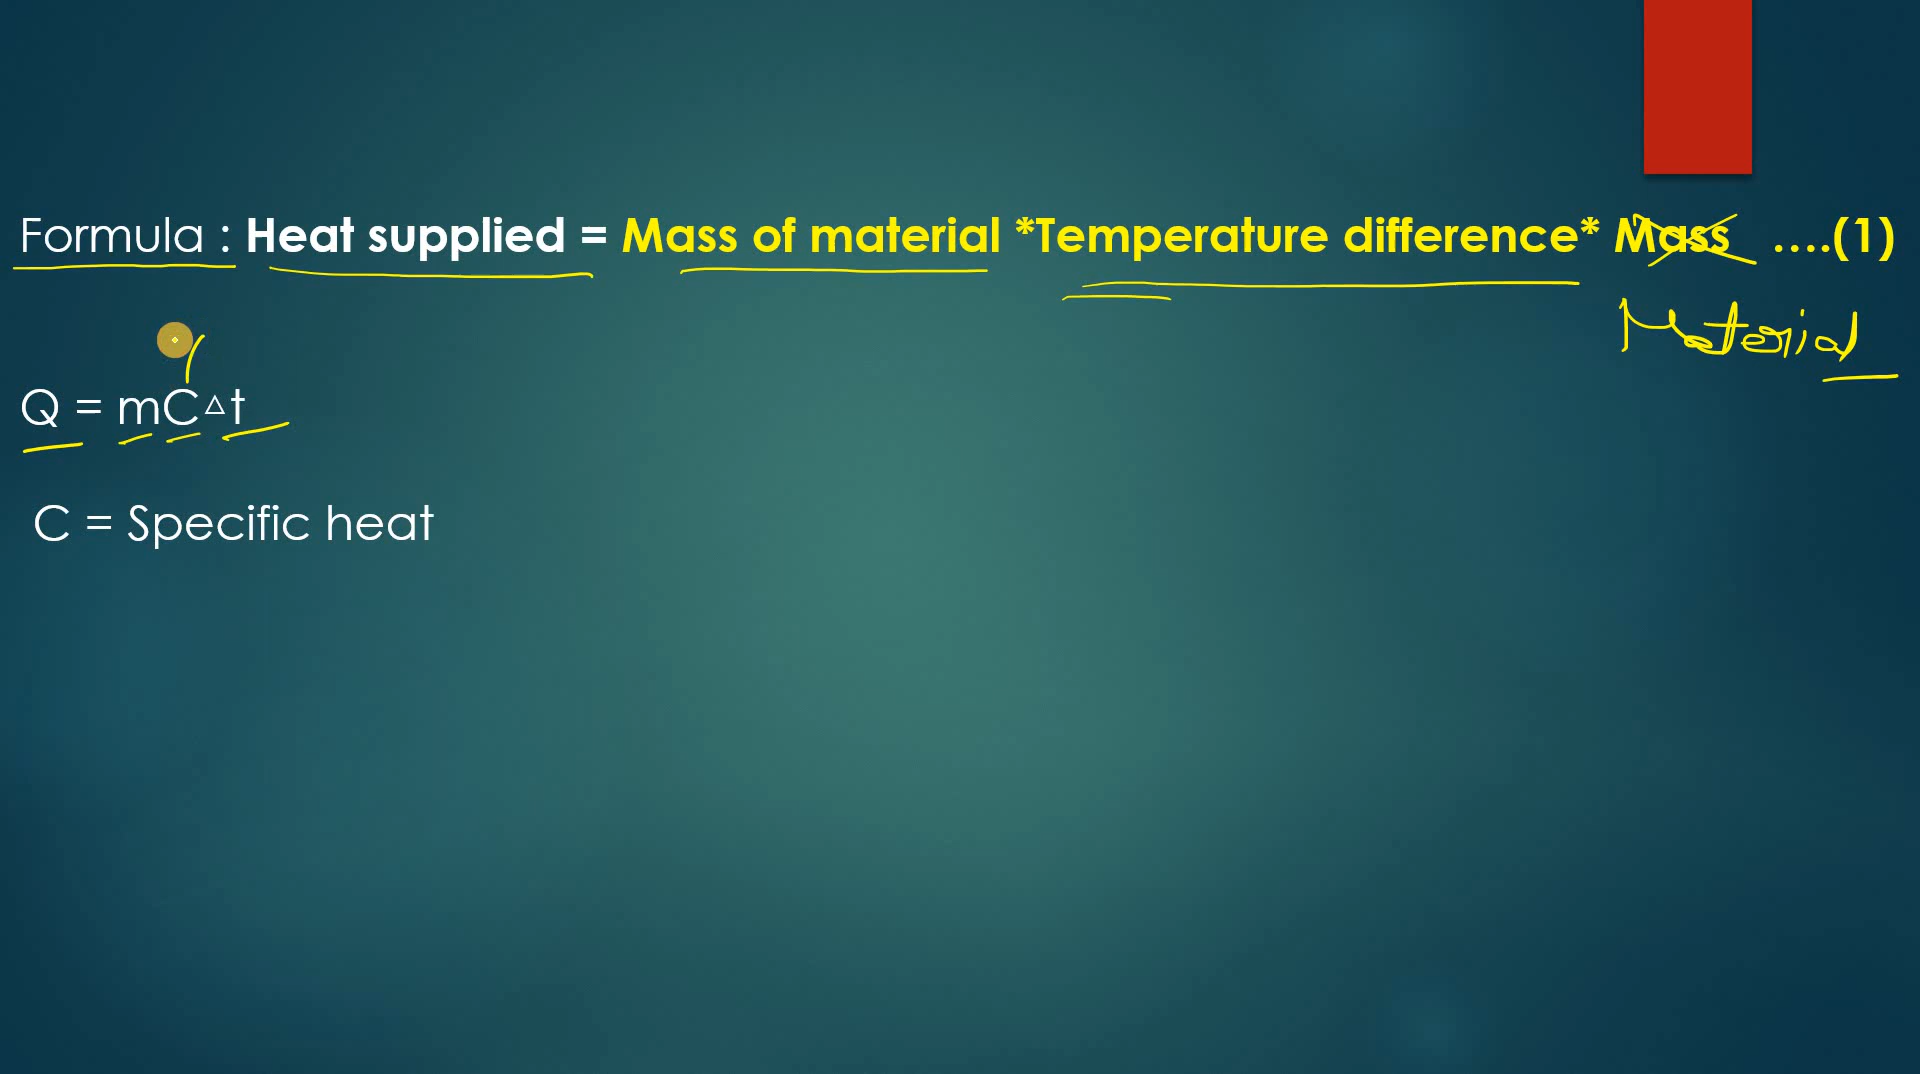 Formula : Heat supplied = Mass of material *Temperature difference* Mass ....(1)
Material
Q = mC△t
C = Specific heat